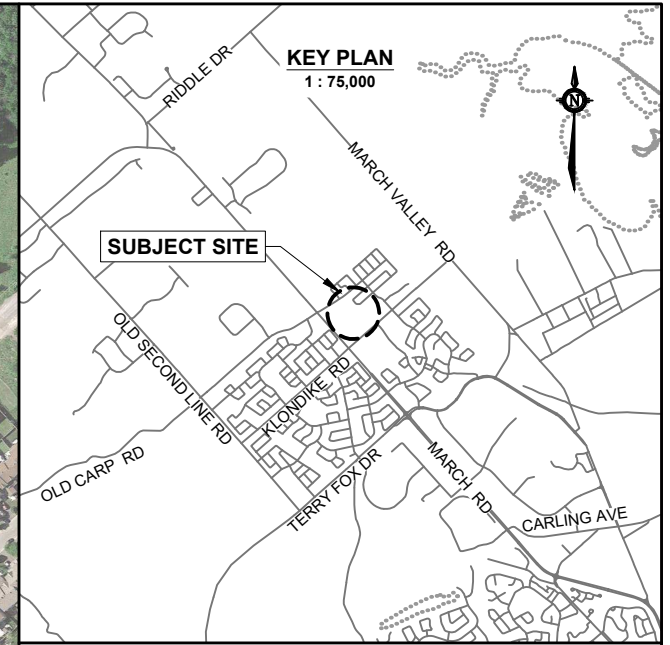 KEY PLAN
1 : 75,000
RIDDLE DR
N
MARCH VALLEY RD
SUBJECT SITE
OLD SECOND LINE RD
KLONDIKE RD
OLD CARP RD
TERRY FOX DR
MARCH RD
CARLING AVE